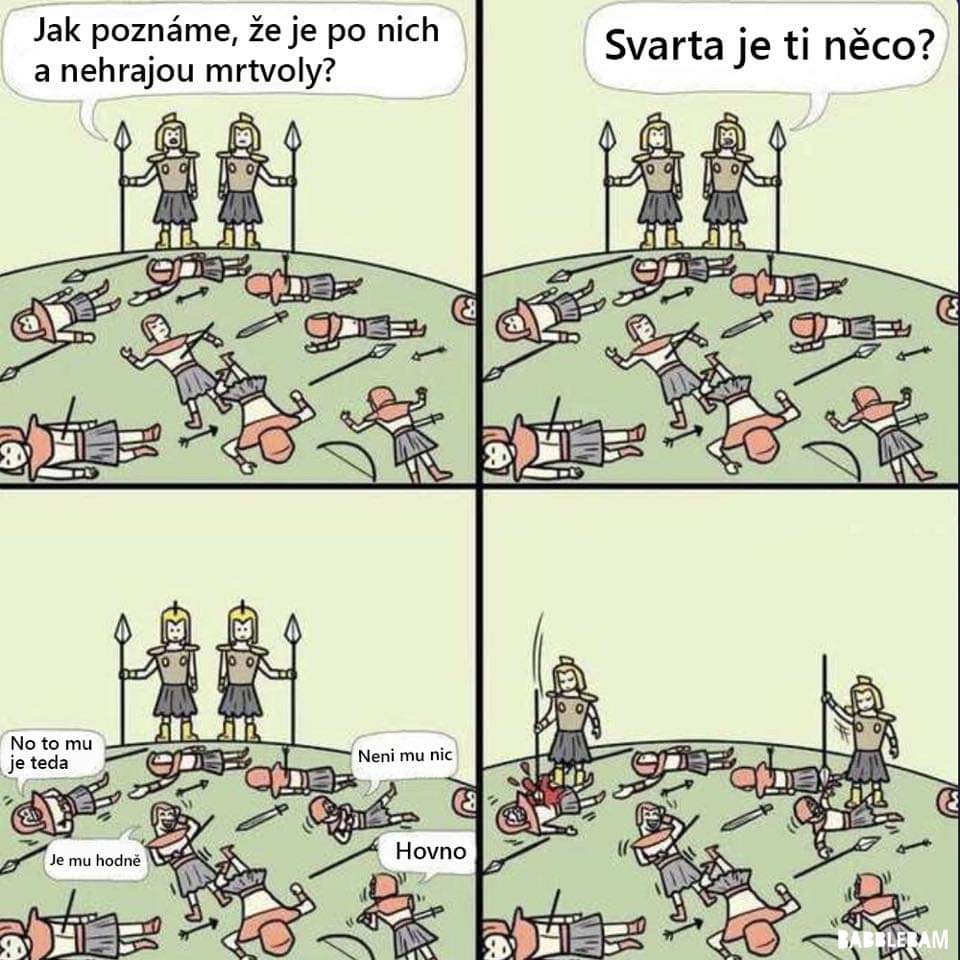 Jak poznáme, že je po nich
a nehrajou mrtvoly?
Svarta je ti něco?
No to mu
je teda
Neni mu nic
Je mu hodně
Hovno
BABBLEBAM